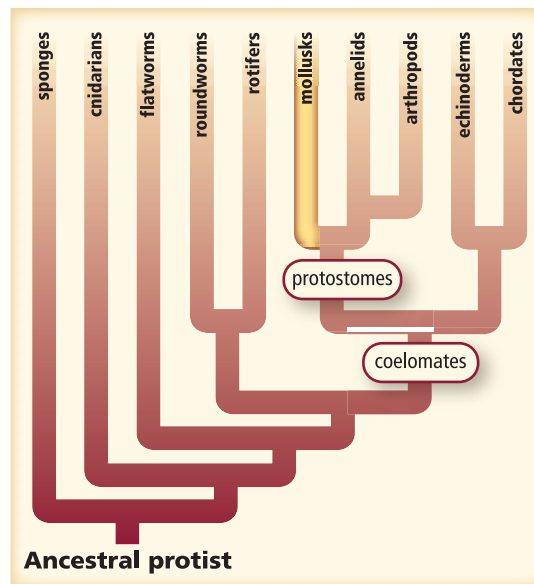 sponges
cnidarians
flatworms
roundworms
rotifers
mollusks
annelids
arthropods
echinoderms
chordates
protostomes
coelomates
Ancestral protist